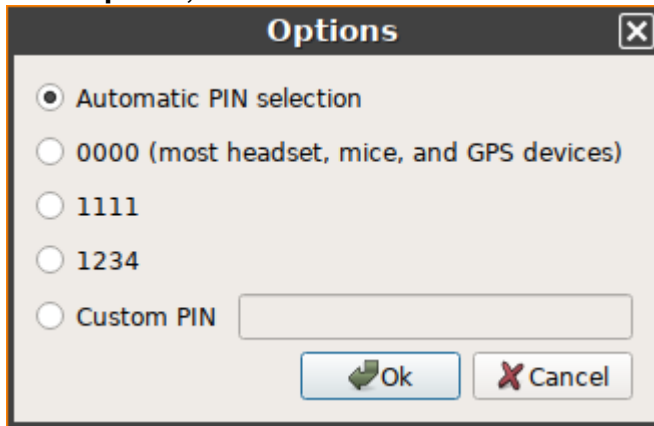 Options
Automatic PIN selection
0000 (most headset, mice, and GPS devices)
1111
1234
Custom PIN
Ok
Cancel